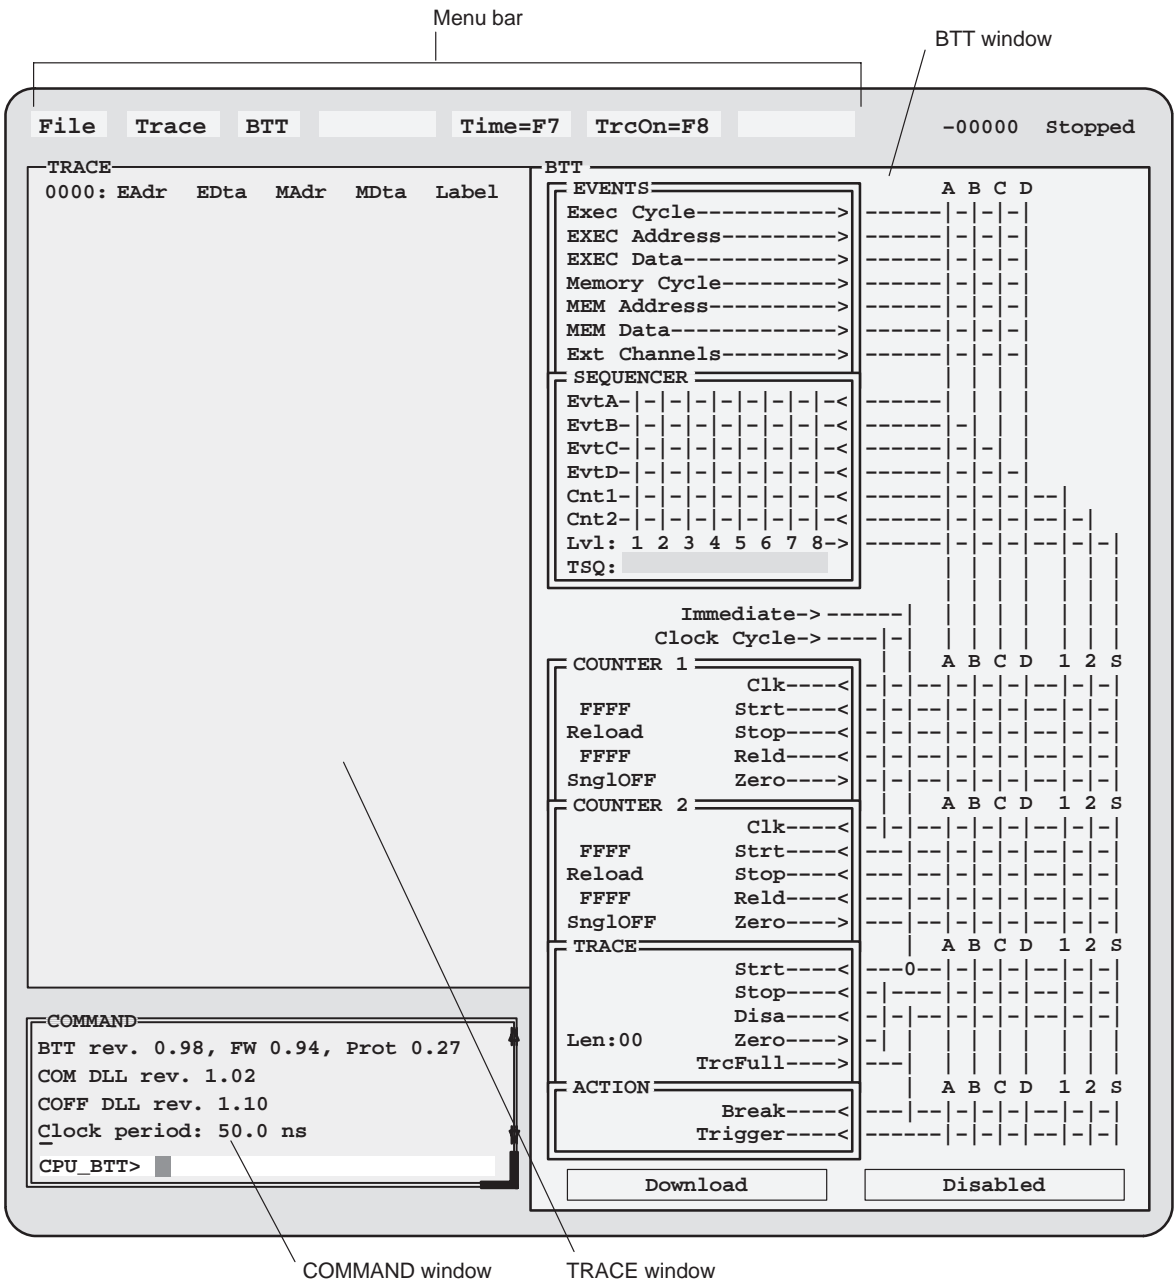 Menu bar
BTT window
File Trace BTT Time=F7 TrcOn=F8 -00000 Stopped
TRACE
0000: EAdr EDta MAdr MDta Label
BTT
EVENTS A B C D
Exec Cycle----------->
EXEC Address--------->
EXEC Data------------>
Memory Cycle--------->
MEM Address---------->
MEM Data------------->
Ext Channels--------->
SEQUENCER
EvtA-|-|-|-|-|-|-|-|-<
EvtB-|-|-|-|-|-|-|-|-<
EvtC-|-|-|-|-|-|-|-|-<
EvtD-|-|-|-|-|-|-|-|-<
Cnt1-|-|-|-|-|-|-|-|-<
Cnt2-|-|-|-|-|-|-|-|-<
Lvl: 1 2 3 4 5 6 7 8->
TSQ:
Immediate->
Clock Cycle->
COUNTER 1 A B C D 1 2 S
Clk----<
FFFF Strt----<
Reload Stop----<
FFFF Reld----<
SnglOFF Zero---->
COUNTER 2 A B C D 1 2 S
Clk----<
FFFF Strt----<
Reload Stop----<
FFFF Reld----<
SnglOFF Zero---->
TRACE A B C D 1 2 S
Strt----< ---0--
Stop----<
Disa----<
Len:00 Zero---->
TrcFull---->
ACTION A B C D 1 2 S
Break----<
Trigger----<
Download Disabled
COMMAND
BTT rev. 0.98, FW 0.94, Prot 0.27
COM DLL rev. 1.02
COFF DLL rev. 1.10
Clock period: 50.0 ns
CPU_BTT>
COMMAND window
TRACE window